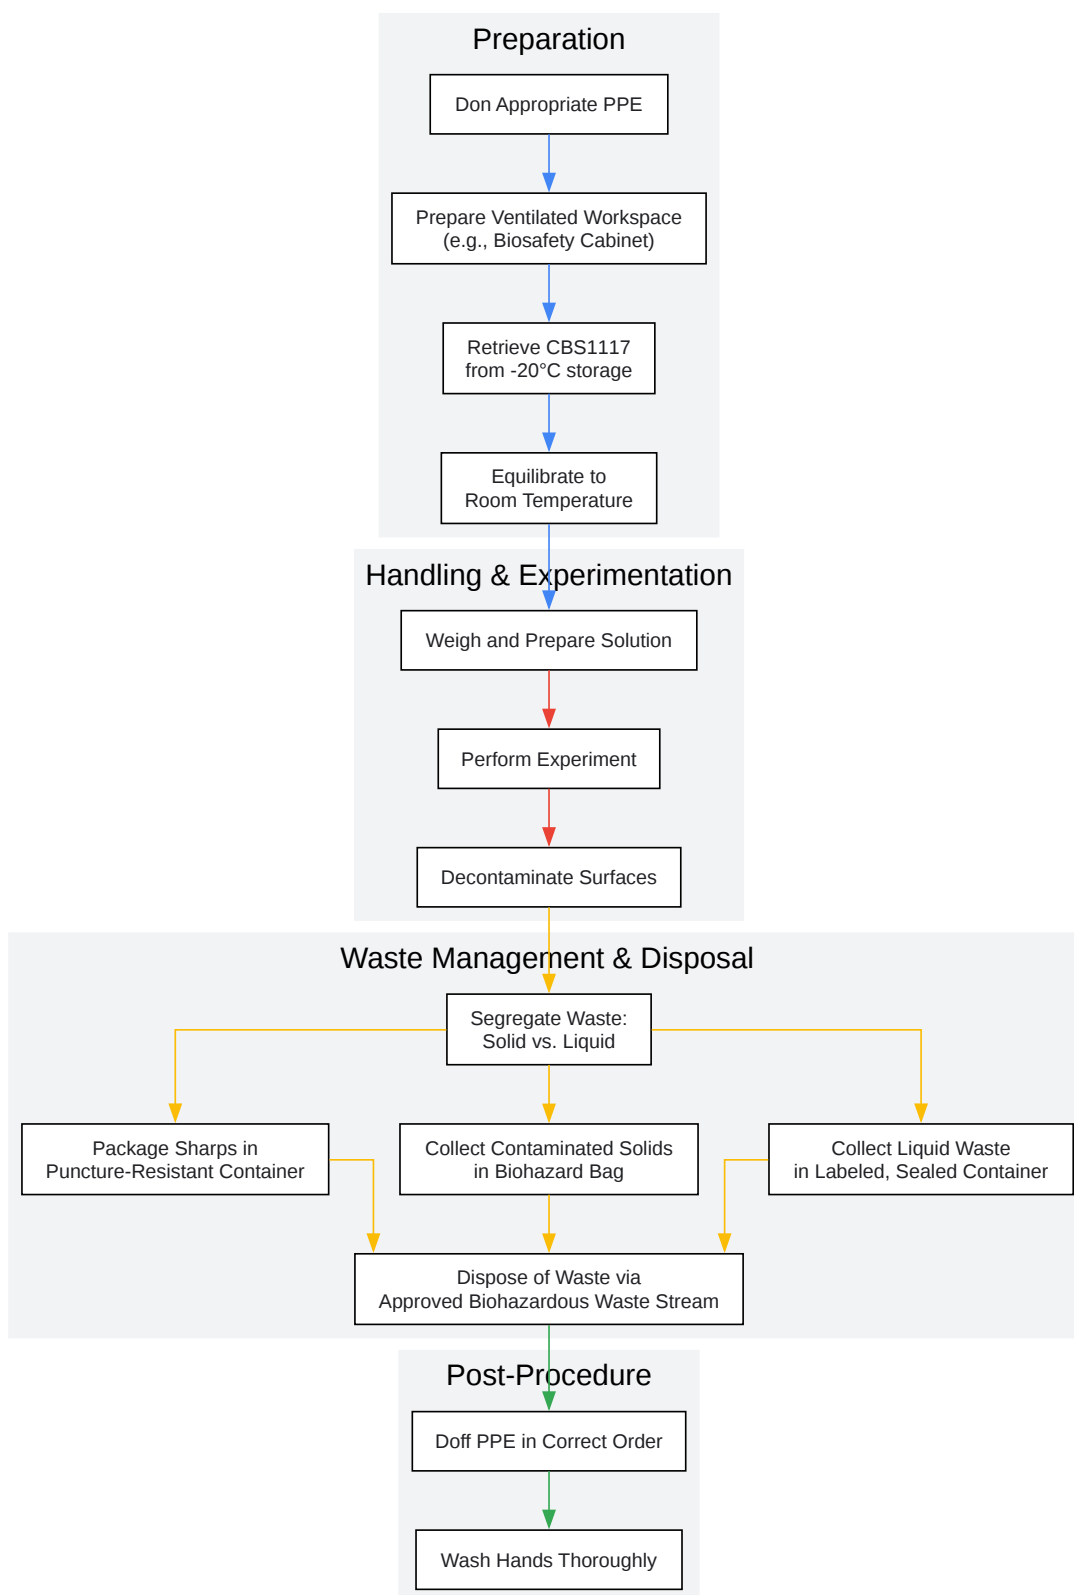 Preparation
Don Appropriate PPE
Prepare Ventilated Workspace
(e.g., Biosafety Cabinet)
Retrieve CBS1117
from -20°C storage
Equilibrate to
Room Temperature
Handling & Experimentation
Weigh and Prepare Solution
Perform Experiment
Decontaminate Surfaces
Waste Management & Disposal
Segregate Waste:
Solid vs. Liquid
Package Sharps in
Puncture-Resistant Container
Collect Contaminated Solids
in Biohazard Bag
Collect Liquid Waste
in Labeled, Sealed Container
Dispose of Waste via
Approved Biohazardous Waste Stream
Post-Procedure
Doff PPE in Correct Order
Wash Hands Thoroughly